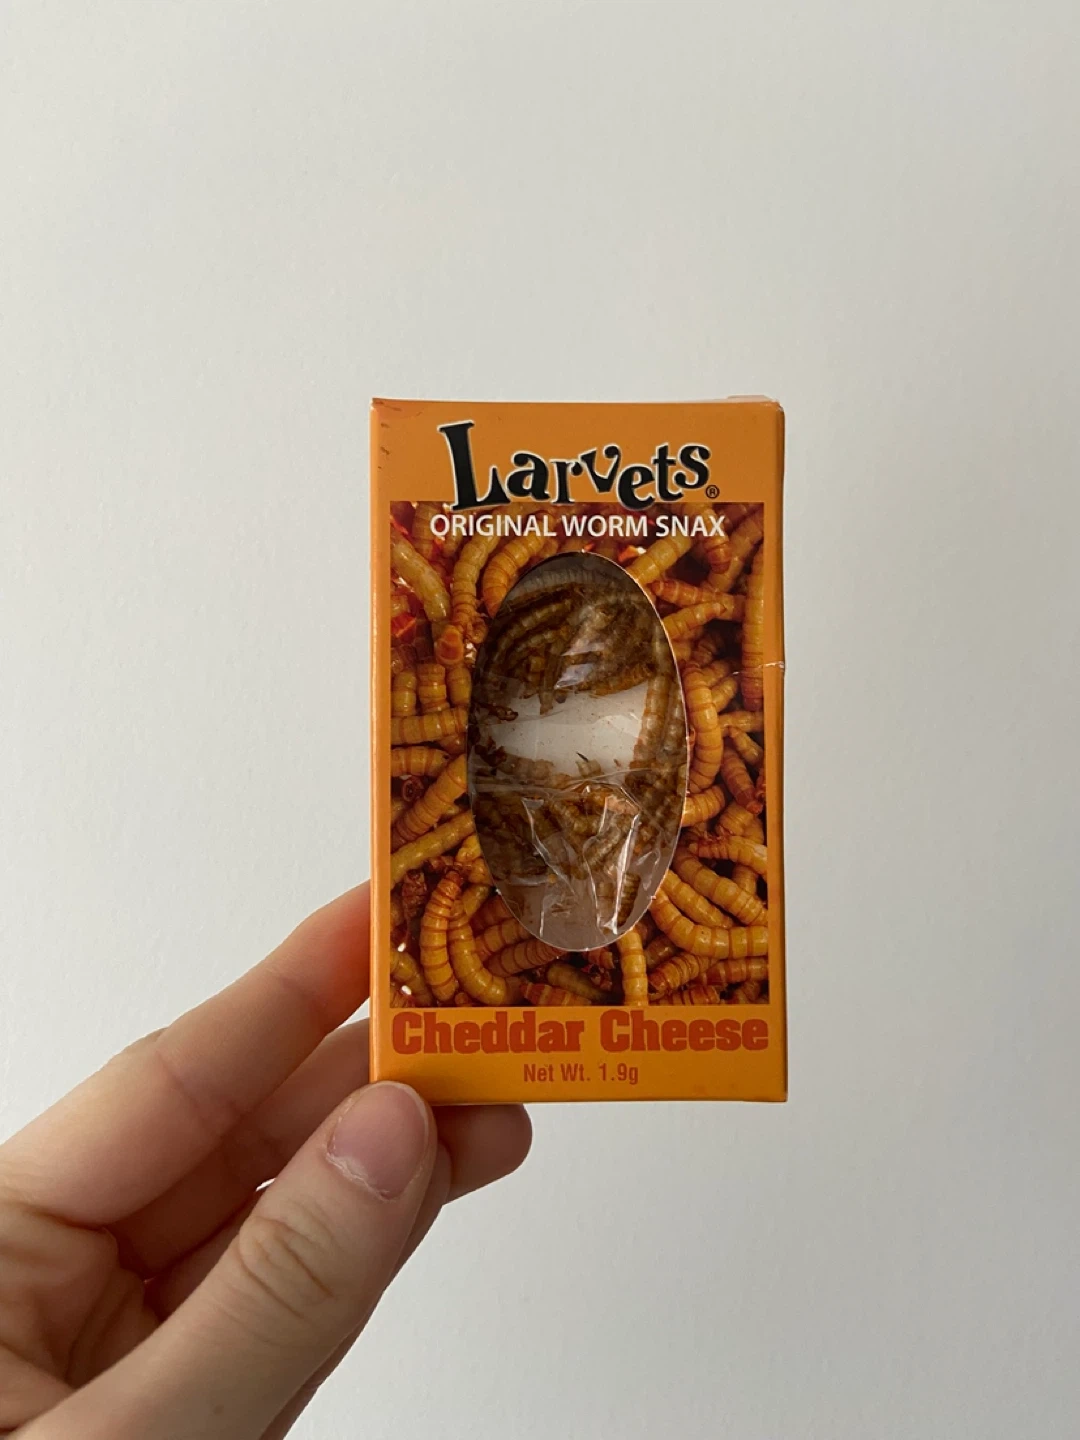 Larvets®
ORIGINAL WORM SNAX
Cheddar Cheese
Net Wt. 1.9g